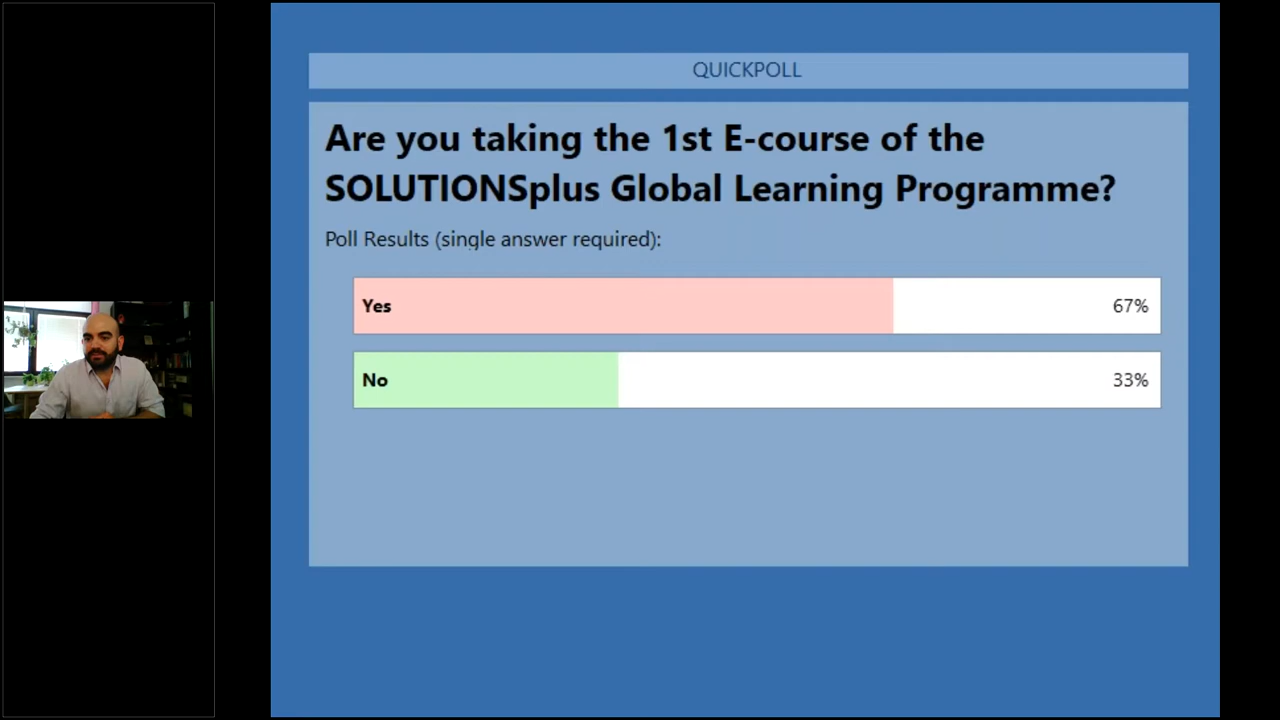 QUICKPOLL
Are you taking the 1st E-course of the
SOLUTIONSplus Global Learning Programme?
Poll Results (single answer required):
Yes 67%
No 33%